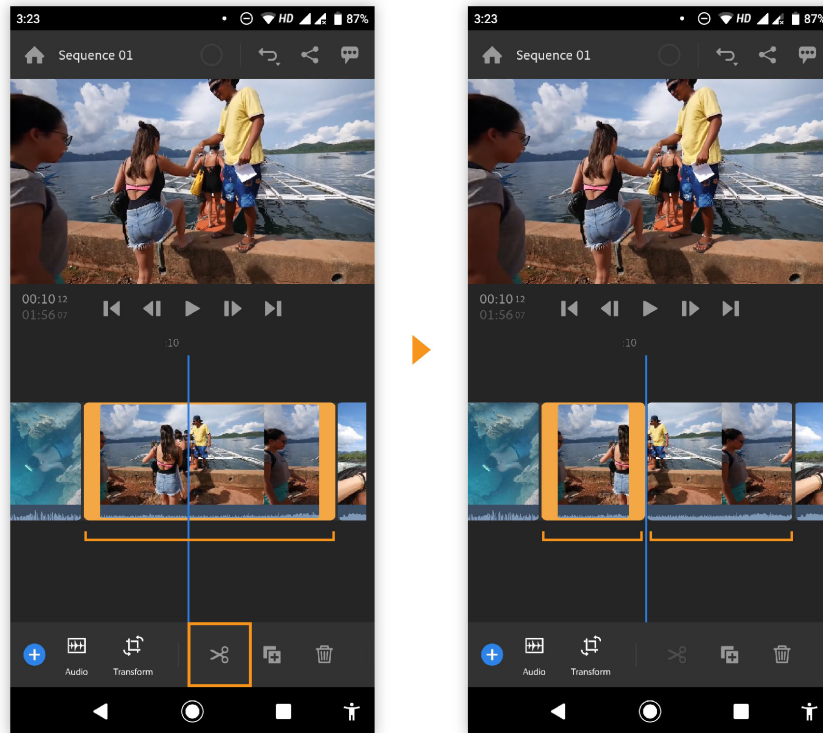 3:23 HD 87%
Sequence 01
00:10 12
01:56 07
:10
Audio Transform
3:23 HD 87%
Sequence 01
00:10 12
01:56 07
:10
Audio Transform